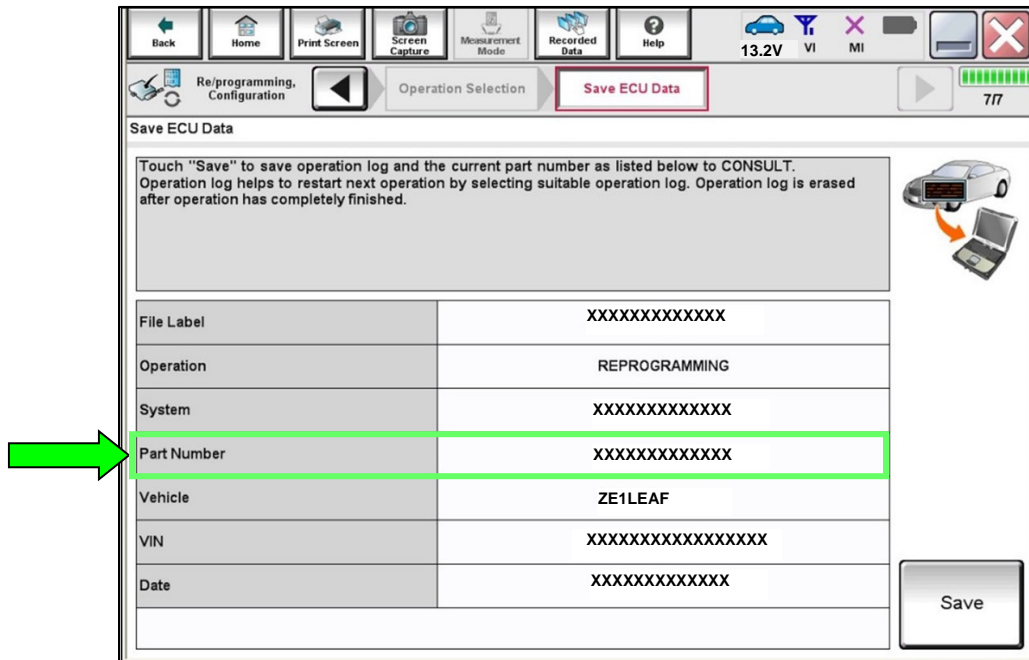 Back
Home
Print Screen
Screen
Capture
Measurement
Mode
Recorded
Data
Help
13.2V
VI
MI
Re/programming,
Configuration
Operation Selection
Save ECU Data
7/7
Save ECU Data
Touch "Save" to save operation log and the current part number as listed below to CONSULT.
Operation log helps to restart next operation by selecting suitable operation log. Operation log is erased
after operation has completely finished.
File Label XXXXXXXXXXXXX
Operation REPROGRAMMING
System XXXXXXXXXXXXX
Part Number XXXXXXXXXXXXX
Vehicle ZE1LEAF
VIN XXXXXXXXXXXXXXXXX
Date XXXXXXXXXXXXX
Save